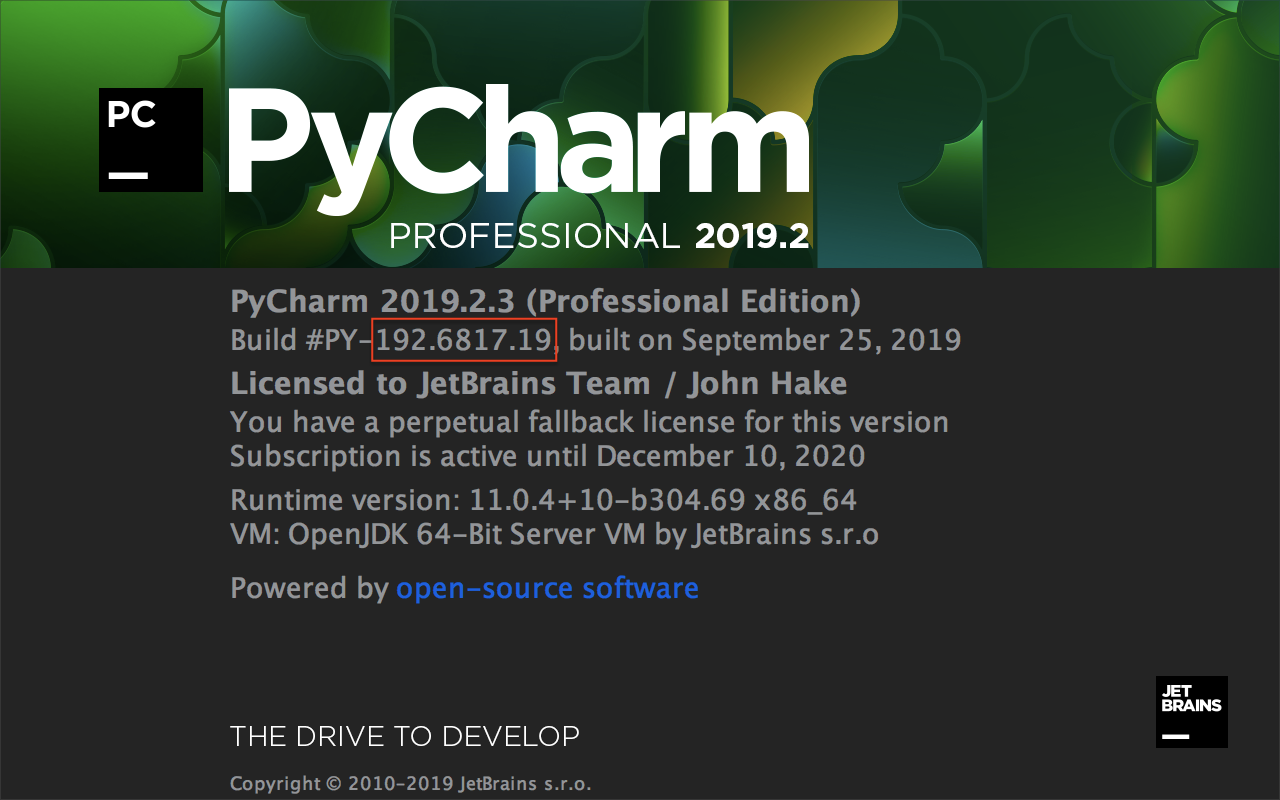 PC
PyCharm
PROFESSIONAL 2019.2
PyCharm 2019.2.3 (Professional Edition)
Build #PY-192.6817.19, built on September 25, 2019
Licensed to JetBrains Team / John Hake
You have a perpetual fallback license for this version
Subscription is active until December 10, 2020
Runtime version: 11.0.4+10-b304.69 x86_64
VM: OpenJDK 64-Bit Server VM by JetBrains s.r.o
Powered by open-source software
JET
BRAINS
THE DRIVE TO DEVELOP
Copyright © 2010-2019 JetBrains s.r.o.